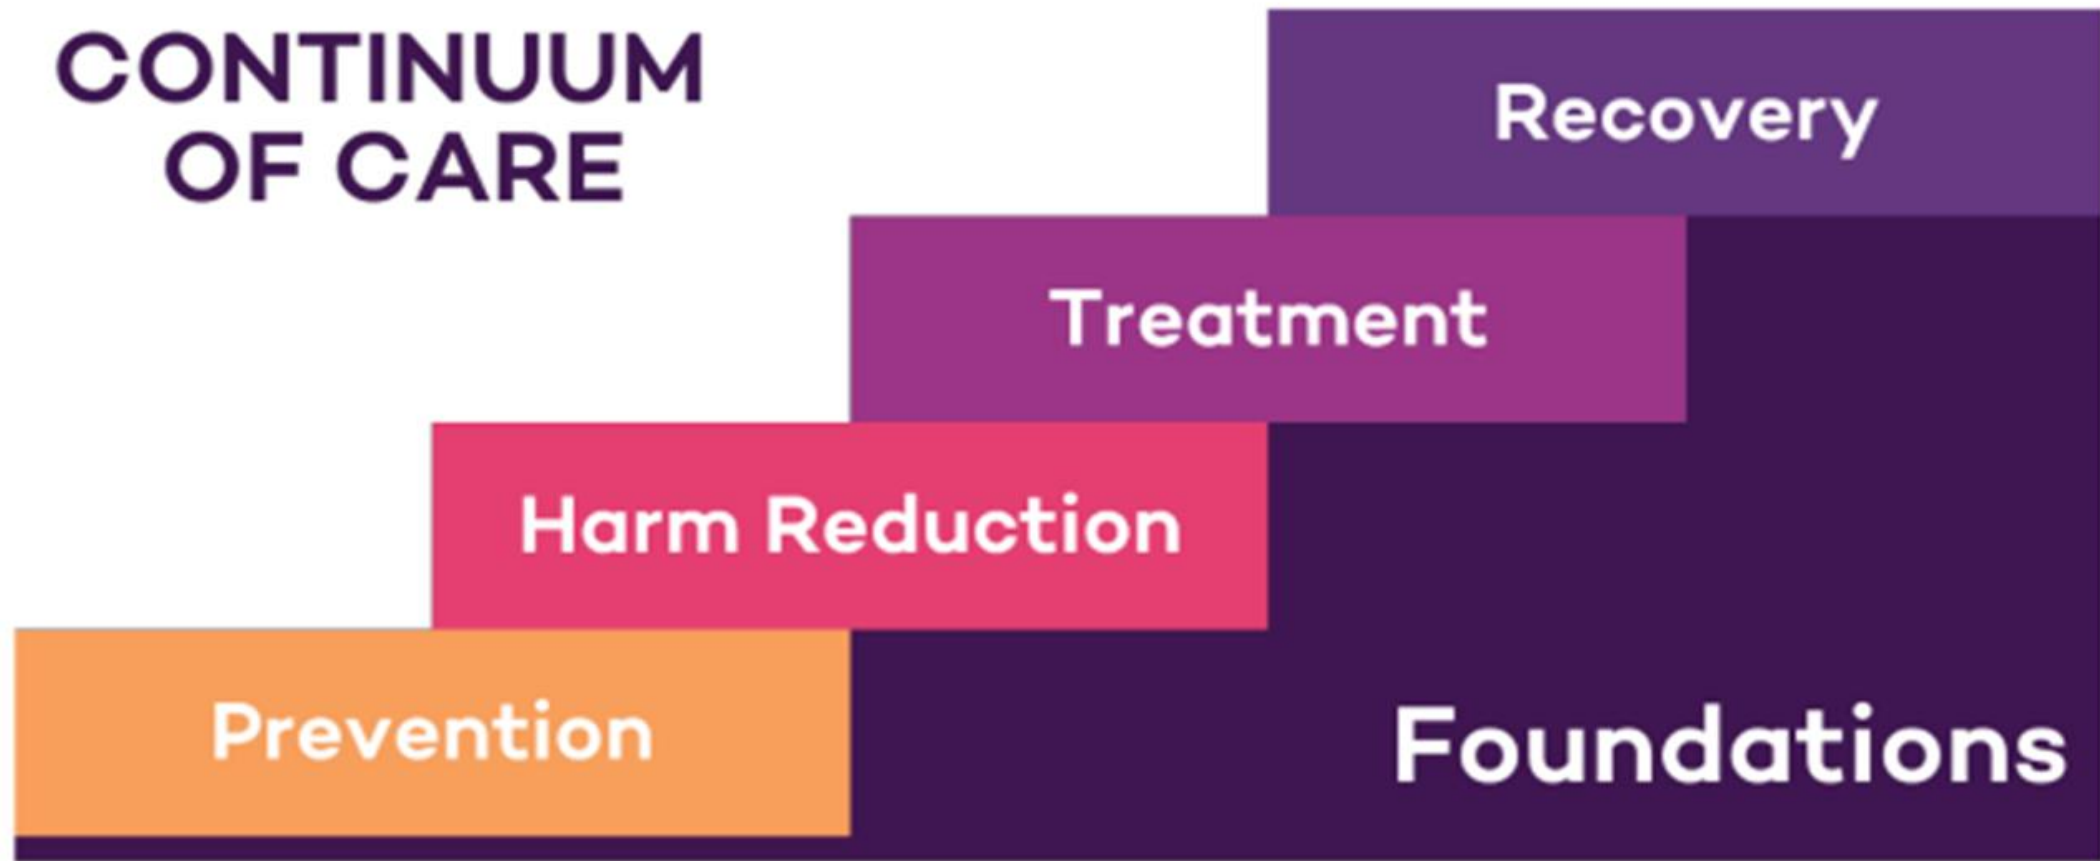 CONTINUUM
OF CARE
Recovery
Treatment
Harm Reduction
Prevention
Foundations